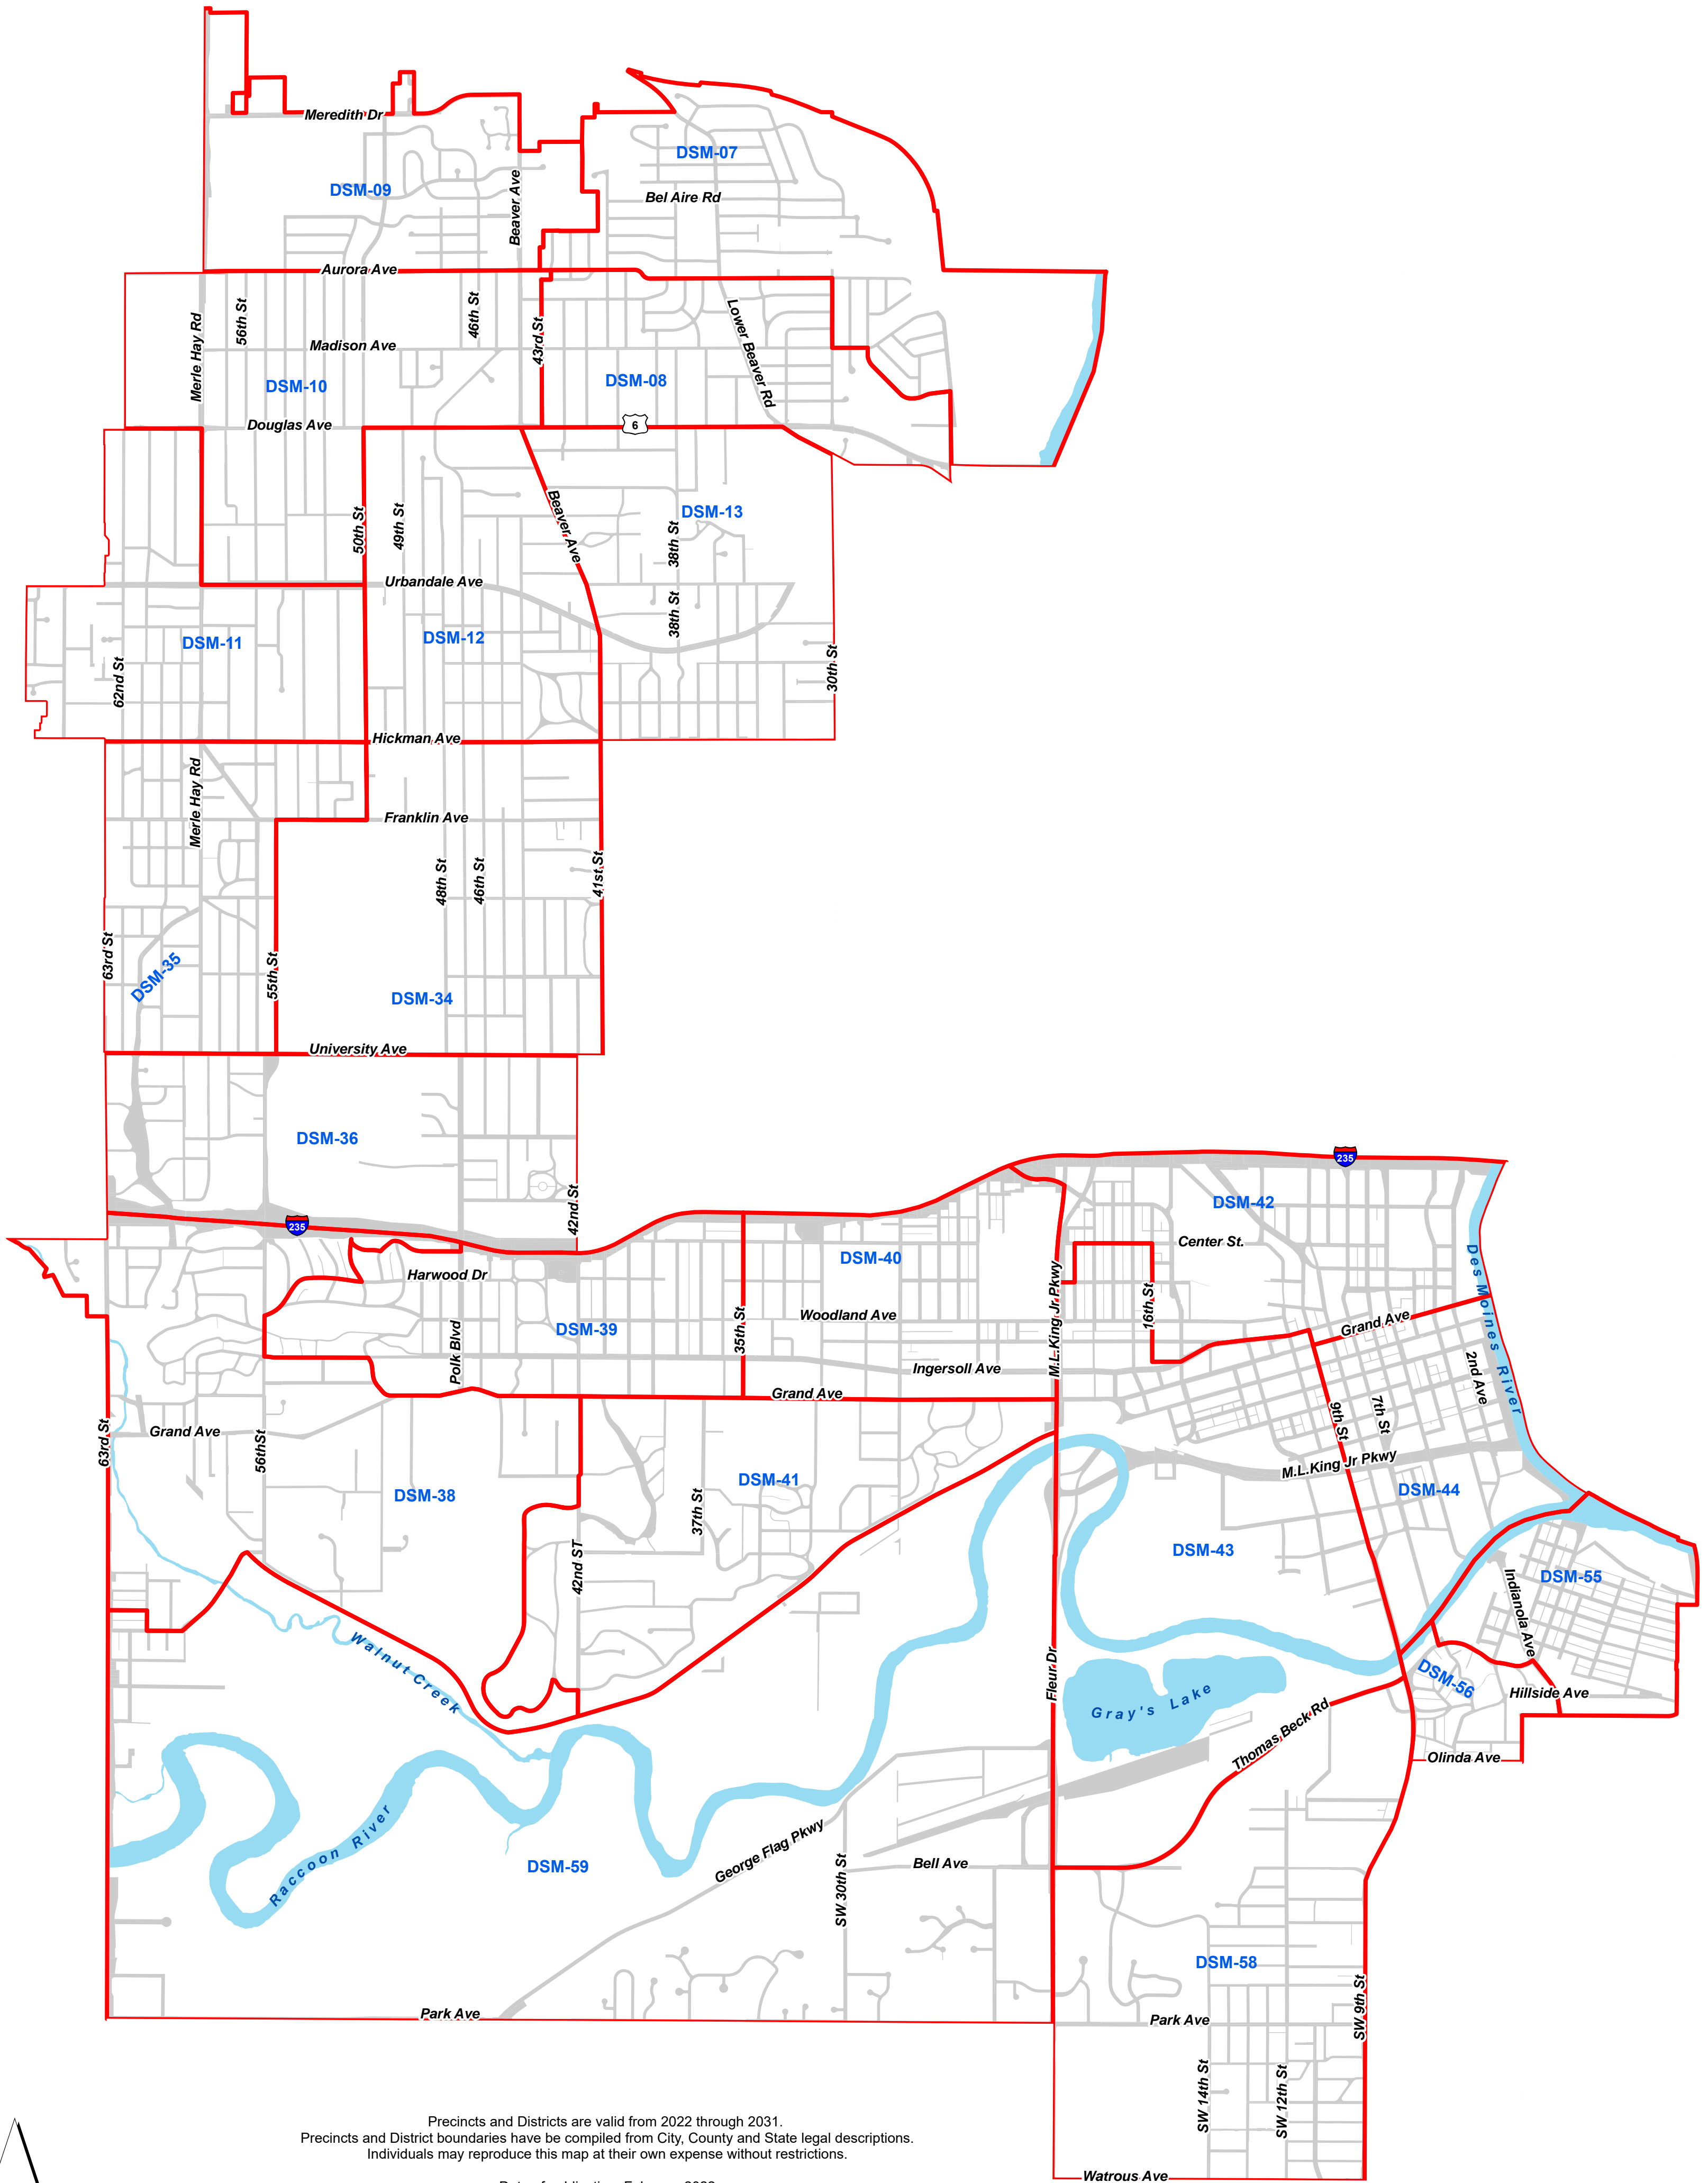 Meredith Dr
DSM-07
DSM-09
Beaver Ave
Bel Aire Rd
Aurora Ave
Merle Hay Rd
56th St
46th St
43rd St
Lower Beaver Rd
Madison Ave
DSM-10
DSM-08
Douglas Ave
6
50th St
49th St
Beaver Ave
38th St
DSM-13
Urbandale Ave
38th St
DSM-11
DSM-12
62nd St
30th St
Hickman Ave
Merle Hay Rd
Franklin Ave
48th St
46th St
41st St
63rd St
DSM-35
55th St
DSM-34
University Ave
DSM-36
42nd St
235
235
DSM-42
Center St.
DSM-40
Harwood Dr
Woodland Ave
DSM-39
35th St
M.L.King Jr Pkwy
16th St
Des Moines River
Grand Ave
Polk Blvd
Ingersoll Ave
2nd Ave
Grand Ave
7th St
9th St
63rd St
Grand Ave
56thSt
M.L.King Jr Pkwy
DSM-38
DSM-41
37th St
DSM-44
42nd ST
DSM-43
DSM-55
Indianola Ave
Walnut Creek
Fleur Dr
DSM-56
Hillside Ave
Gray's Lake
Thomas Beck Rd
Olinda Ave
Raccoon River
DSM-59
George Flag Pkwy
SW 30th St
Bell Ave
DSM-58
SW 9th St
Park Ave
Park Ave
SW 14th St
SW 12th St
Precincts and Districts are valid from 2022 through 2031.
Precincts and District boundaries have be compiled from City, County and State legal descriptions.
Individuals may reproduce this map at their own expense without restrictions.
Watrous Ave